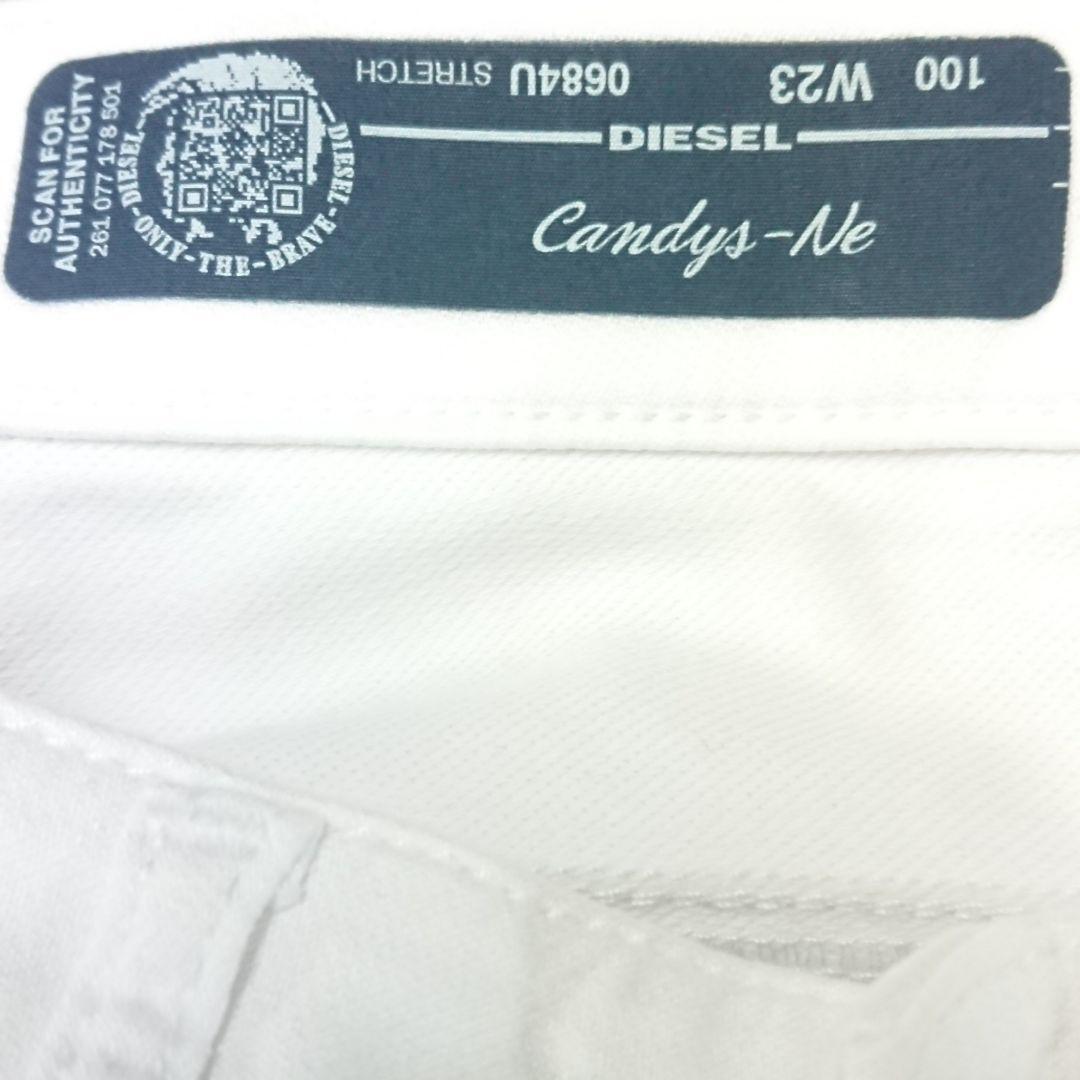 SCAN FOR
AUTHENTICITY
261 077 178 501
DIESEL-ONLY-THE-BRAVE-DIESEL-
100 W23 0684U STRETCH
DIESEL
Candys-Ne